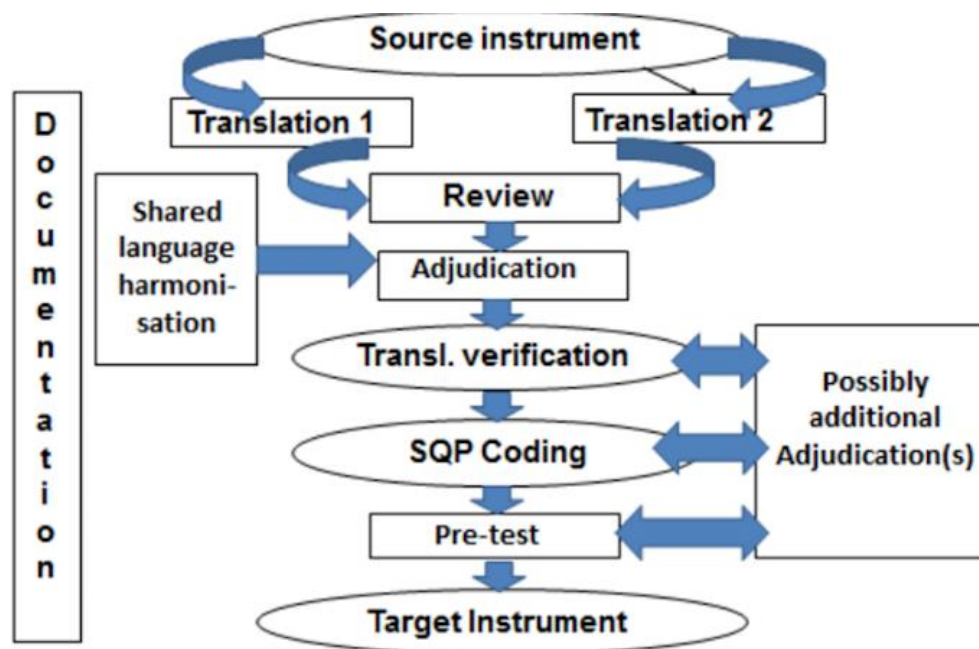 Source instrument
Documentation
Translation 1
Translation 2
Review
Shared
language
harmoni-
sation
Adjudication
Transl. verification
Possibly
additional
Adjudication(s)
SQP Coding
Pre-test
Target Instrument